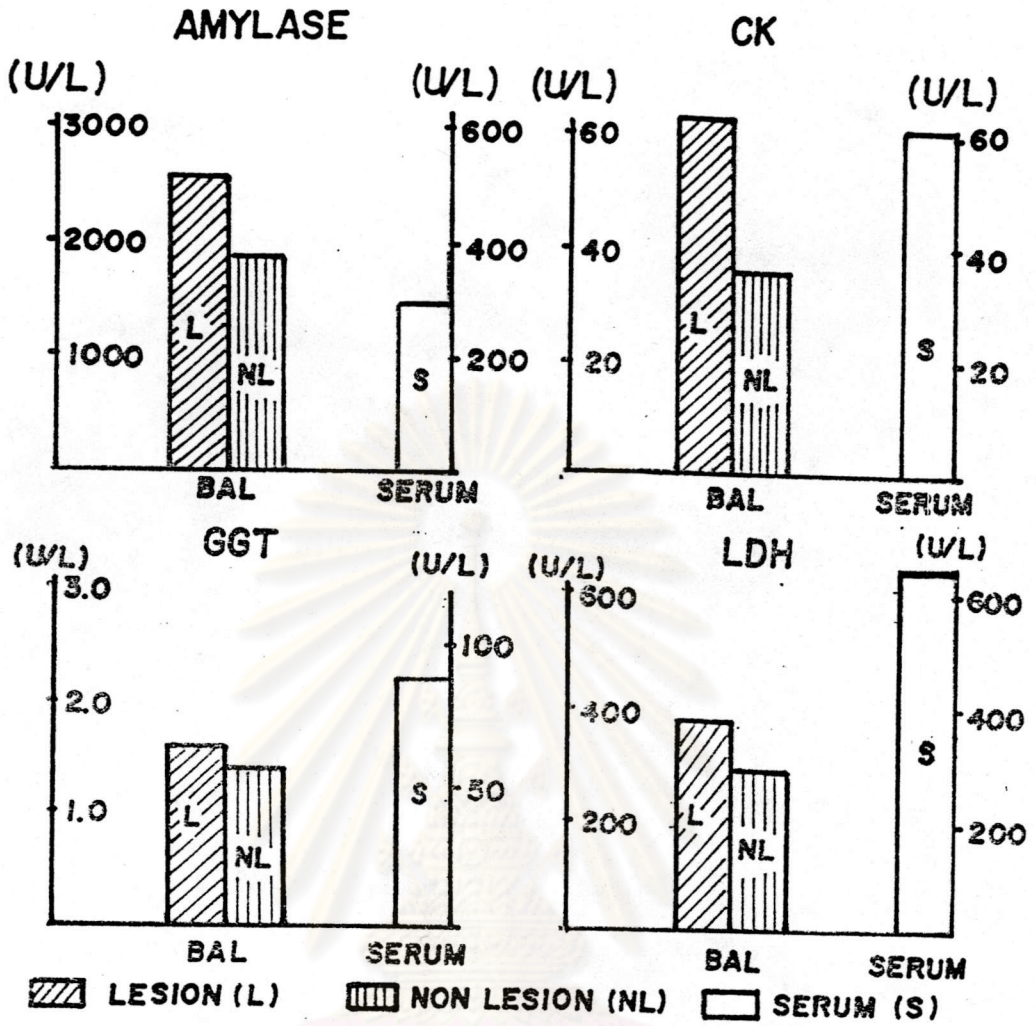 AMYLASE CK
(U/L) (U/L) (U/L) (U/L)
3000 600 60 60
2000 400 40 40
1000 200 20 20
L NL S L NL S
BAL SERUM BAL SERUM
GGT LDH
(U/L) (U/L) (U/L) (U/L)
3.0 100 600 600
2.0 50 400 400
1.0 200 200
L NL S L NL S
BAL SERUM BAL SERUM
LESION (L) NON LESION (NL) SERUM (S)